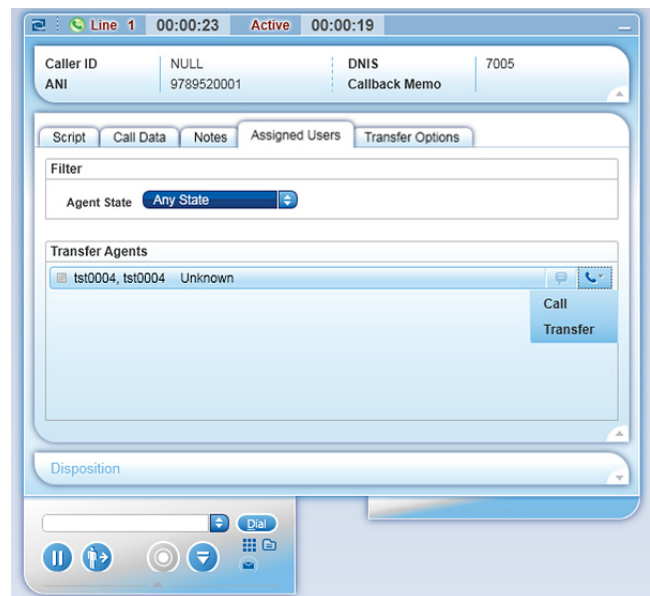 Line 1 00:00:23 Active 00:00:19
Caller ID NULL DNIS 7005
ANI 9789520001 Callback Memo
Script Call Data Notes Assigned Users Transfer Options
Filter
Agent State Any State
Transfer Agents
tst0004, tst0004 Unknown
Call
Transfer
Disposition
Dial